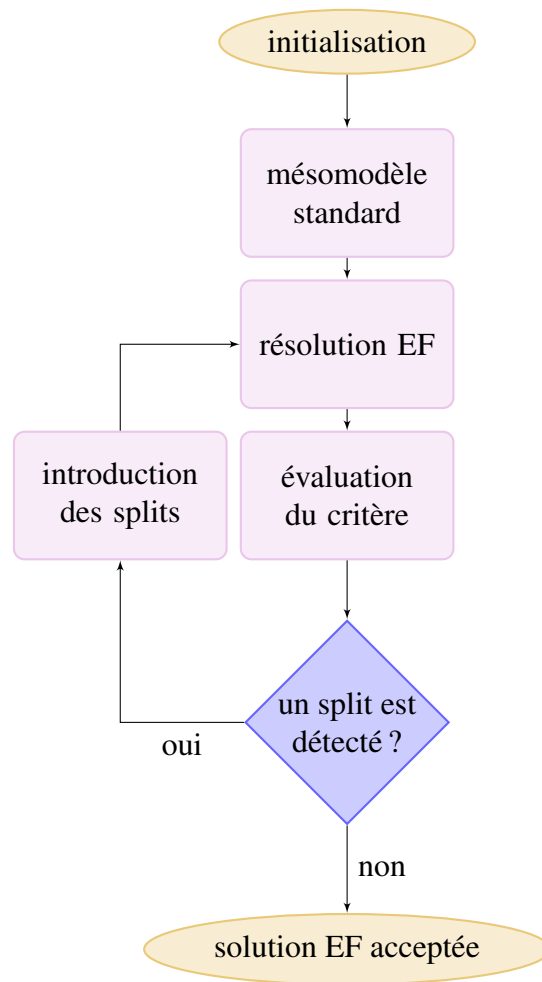 initialisation
mésomodèle
standard
résolution EF
introduction
des splits
évaluation
du critère
un split est
détecté ?
oui
non
solution EF acceptée